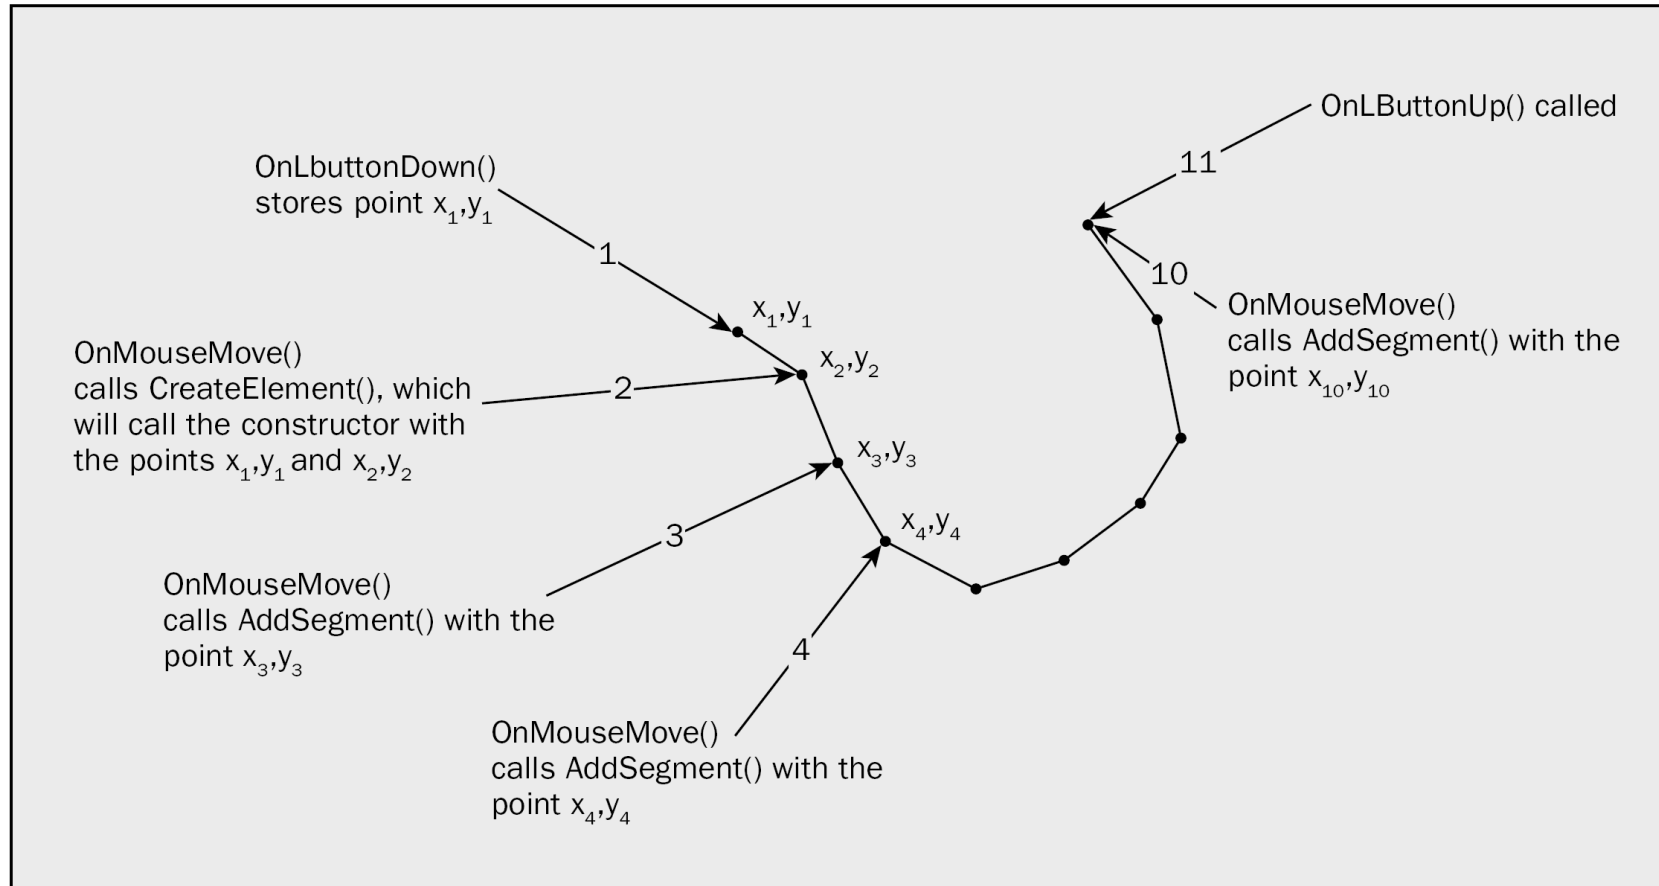 OnLbuttonDown()
stores point x₁,y₁
1
x₁,y₁
OnMouseMove()
calls CreateElement(), which
will call the constructor with
the points x₁,y₁ and x₂,y₂
2
x₂,y₂
OnMouseMove()
calls AddSegment() with the
point x₃,y₃
3
x₃,y₃
OnMouseMove()
calls AddSegment() with the
point x₄,y₄
4
x₄,y₄
OnMouseMove()
calls AddSegment() with the
point x₁₀,y₁₀
10
OnLButtonUp() called
11